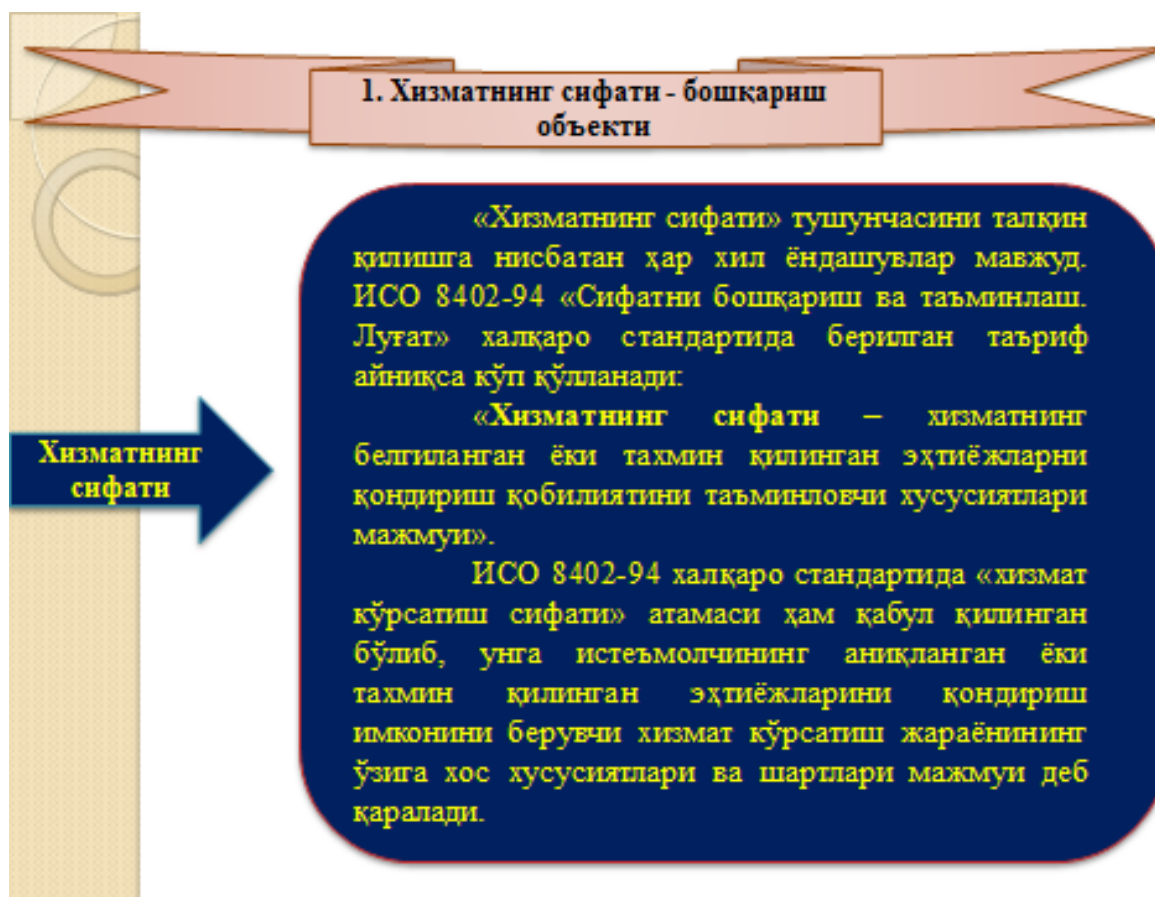 1. Хизматнинг сифати - бошқариш
объекти
«Хизматнинг сифати» тушунчасини талқин
қилишга нисбатан ҳар хил ёндашувлар мавжуд.
ИСО 8402-94 «Сифатни бошқариш ва таъминлаш.
Луғат» халқаро стандартида берилган таъриф
айниқса кўп қўлланади:
«Хизматнинг сифати – хизматнинг
белгиланган ёки тахмин қилинган эҳтиёжларни
қондириш қобилиятини таъминловчи хусусиятлари
мажмуи».
ИСО 8402-94 халқаро стандартида «хизмат
кўрсатиш сифати» атамаси ҳам қабул қилинган
бўлиб, унга истеъмолчининг аниқланган ёки
тахмин қилинган эҳтиёжларини қондириш
имконини берувчи хизмат кўрсатиш жараёнининг
ўзига хос хусусиятлари ва шартлари мажмуи деб
қаралади.
Хизматнинг
сифати